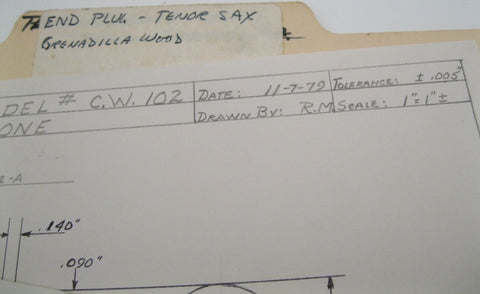 END PLUG - TENOR SAX
GRENADILLA WOOD
DEL # C.W. 102
DATE: 11-7-79
TOLERANCE: ± .005"
ONE
DRAWN BY: R.M.
SCALE: 1"=1"±
-A
.140"
.090"